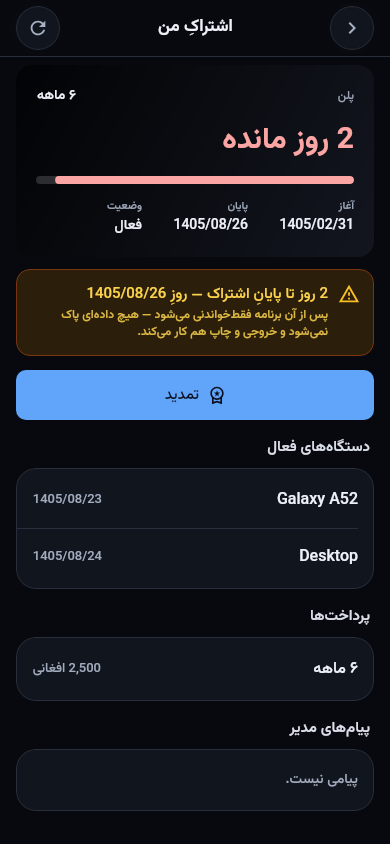 اشتراکِ من
پلن
۶ ماهه
2 روز مانده
آغاز
پایان
وضعیت
1405/02/31
1405/08/26
فعال
2 روز تا پایانِ اشتراک — روزِ 1405/08/26
پس از آن برنامه فقط‌خواندنی می‌شود — هیچ داده‌ای پاک
نمی‌شود و خروجی و چاپ هم کار می‌کند.
تمدید
دستگاه‌های فعال
Galaxy A52
1405/08/23
Desktop
1405/08/24
پرداخت‌ها
۶ ماهه
2,500 افغانی
پیام‌های مدیر
پیامی نیست.